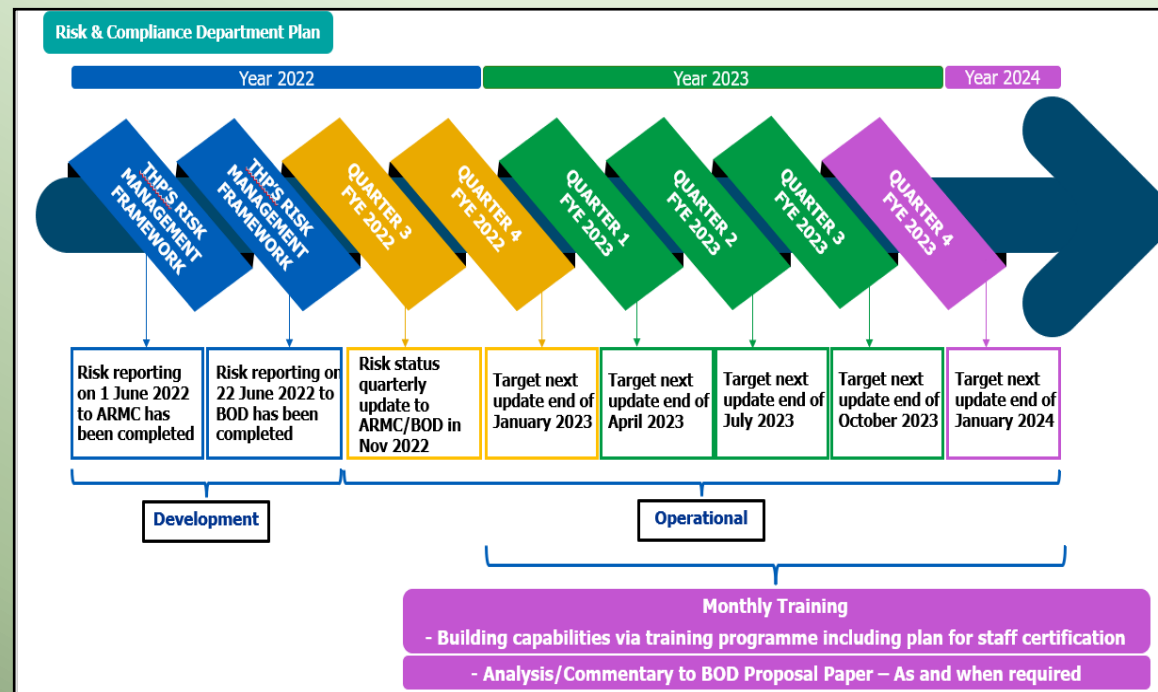 Risk & Compliance Department Plan
Year 2022
Year 2023
Year 2024
THP'S RISK
MANAGEMENT
FRAMEWORK
THP'S RISK
MANAGEMENT
FRAMEWORK
QUARTER 3
FYE 2022
QUARTER 4
FYE 2022
QUARTER 1
FYE 2023
QUARTER 2
FYE 2023
QUARTER 3
FYE 2023
QUARTER 4
FYE 2023
Risk reporting
on 1 June 2022
to ARMC has
been completed
Risk reporting on
22 June 2022 to
BOD has been
completed
Risk status
quarterly
update to
ARMC/BOD in
Nov 2022
Target next
update end of
January 2023
Target next
update end of
April 2023
Target next
update end of
July 2023
Target next
update end of
October 2023
Target next
update end of
January 2024
Development
Operational
Monthly Training
- Building capabilities via training programme including plan for staff certification
- Analysis/Commentary to BOD Proposal Paper – As and when required